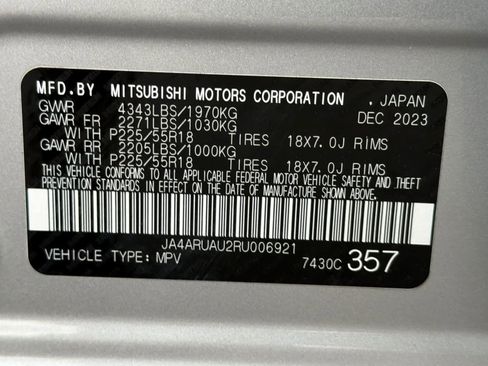 MFD.BY MITSUBISHI MOTORS CORPORATION . JAPAN
GVWR 4343LBS/1970KG DEC 2023
GAWR FR 2271LBS/1030KG
WITH P225/55R18 TIRES 18X7.0J RIMS
GAWR RR 2205LBS/1000KG
WITH P225/55R18 TIRES 18X7.0J RIMS
THIS VEHICLE CONFORMS TO ALL APPLICABLE FEDERAL MOTOR VEHICLE SAFETY AND THEFT
PREVENTION STANDARDS IN EFFECT ON THE DATE OF MANUFACTURE SHOWN ABOVE.
JA4ARUAU2RU006921
VEHICLE TYPE: MPV 7430C 357